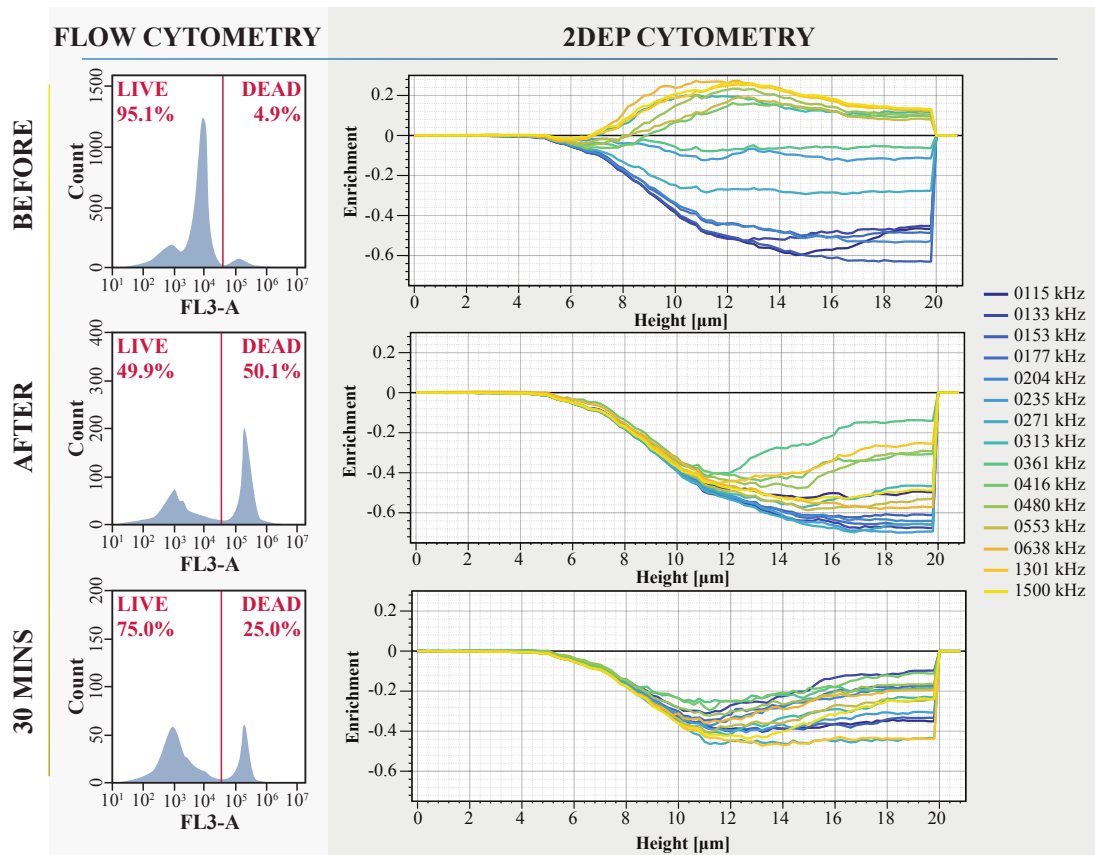 FLOW CYTOMETRY
2DEP CYTOMETRY
BEFORE
LIVE
95.1%
DEAD
4.9%
Count
1500
1000
500
0
10¹ 10² 10³ 10⁴ 10⁵ 10⁶ 10⁷
FL3-A
Enrichment
0.2
0
-0.2
-0.4
-0.6
0 2 4 6 8 10 12 14 16 18 20
Height [μm]
AFTER
LIVE
49.9%
DEAD
50.1%
Count
400
300
200
100
0
10¹ 10² 10³ 10⁴ 10⁵ 10⁶ 10⁷
FL3-A
Enrichment
0.2
0
-0.2
-0.4
-0.6
0 2 4 6 8 10 12 14 16 18 20
Height [μm]
30 MINS
LIVE
75.0%
DEAD
25.0%
Count
200
150
100
50
0
10¹ 10² 10³ 10⁴ 10⁵ 10⁶ 10⁷
FL3-A
Enrichment
0.2
0
-0.2
-0.4
-0.6
0 2 4 6 8 10 12 14 16 18 20
Height [μm]
0115 kHz
0133 kHz
0153 kHz
0177 kHz
0204 kHz
0235 kHz
0271 kHz
0313 kHz
0361 kHz
0416 kHz
0480 kHz
0553 kHz
0638 kHz
1301 kHz
1500 kHz